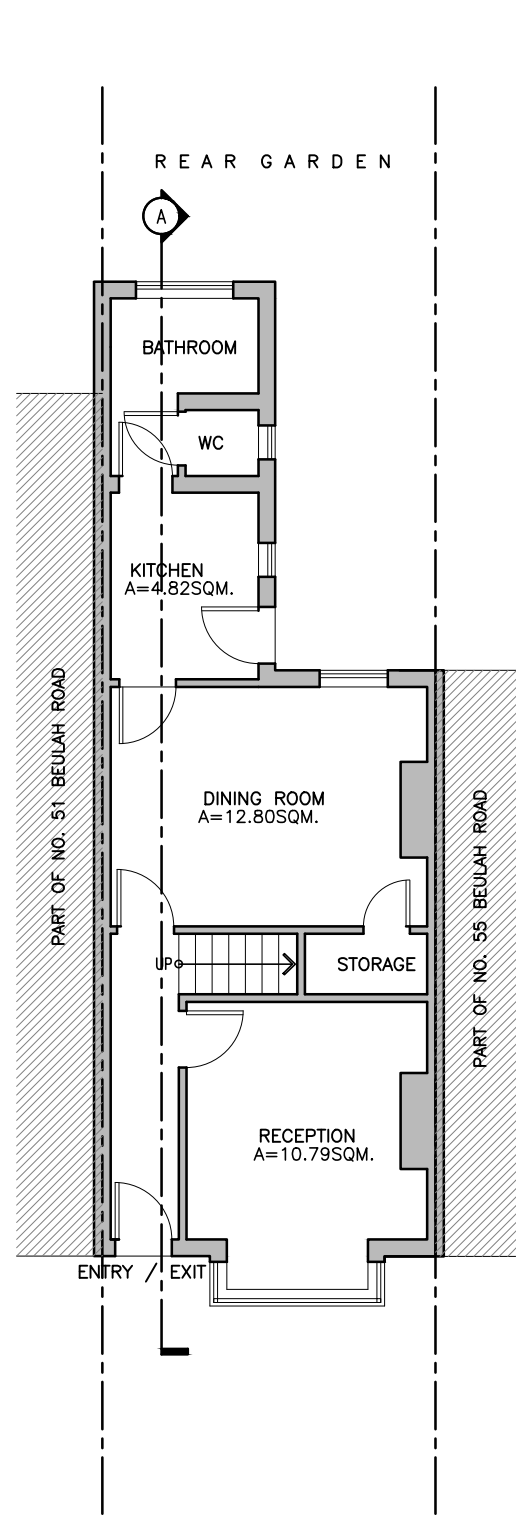 REAR GARDEN
A
BATHROOM
WC
KITCHEN
A=4.82SQM.
PART OF NO. 51 BEULAH ROAD
DINING ROOM
A=12.80SQM.
PART OF NO. 55 BEULAH ROAD
UP
STORAGE
RECEPTION
A=10.79SQM.
ENTRY / EXIT